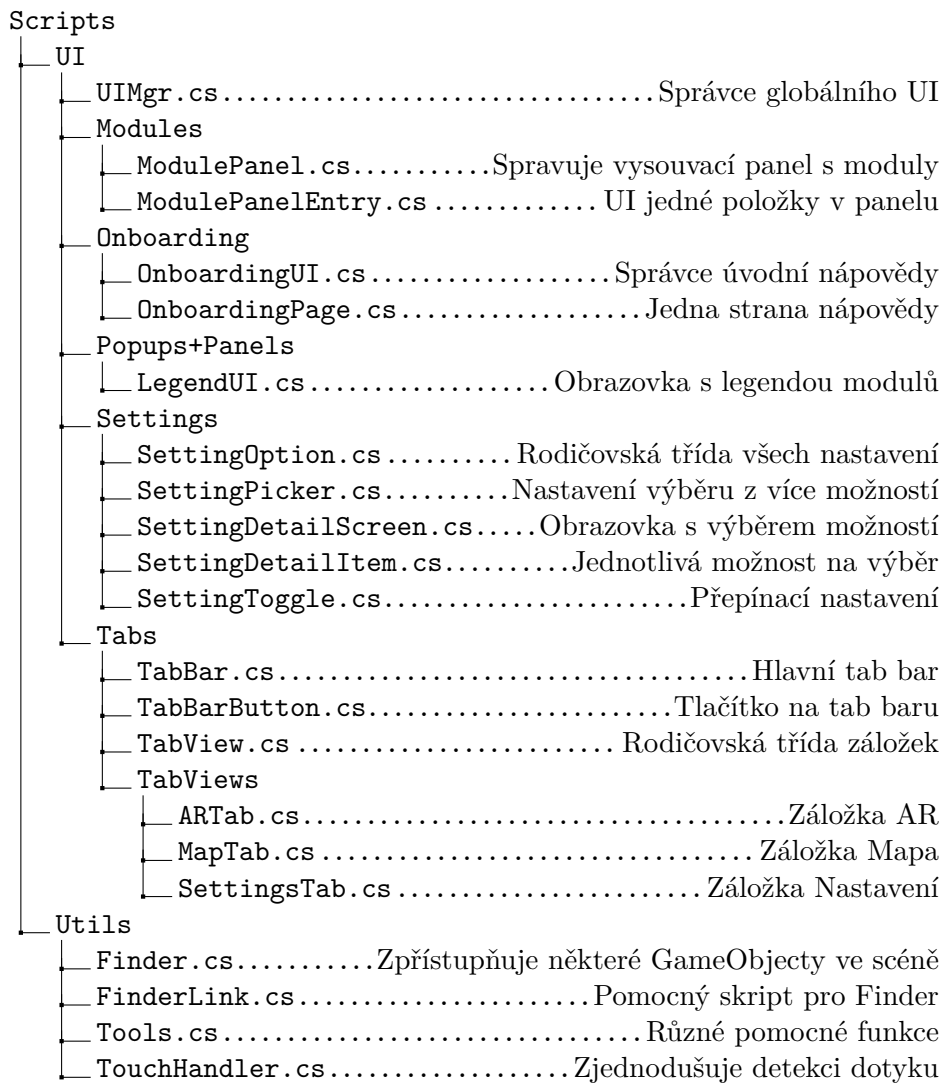 Scripts
UI
UIMgr.cs.................................Správce globálního UI
Modules
ModulePanel.cs...........Spravuje vysouvací panel s moduly
ModulePanelEntry.cs.............UI jedné položky v panelu
Onboarding
OnboardingUI.cs...................Správce úvodní nápovědy
OnboardingPage.cs...................Jedna strana nápovědy
Popups+Panels
LegendUI.cs...................Obrazovka s legendou modulů
Settings
SettingOption.cs..........Rodičovská třída všech nastavení
SettingPicker.cs..........Nastavení výběru z více možností
SettingDetailScreen.cs.....Obrazovka s výběrem možností
SettingDetailItem.cs..........Jednotlivá možnost na výběr
SettingToggle.cs........................Přepínací nastavení
Tabs
TabBar.cs.....................................Hlavní tab bar
TabBarButton.cs........................Tlačítko na tab baru
TabView.cs.........................Rodičovská třída záložek
TabViews
ARTab.cs......................................Záložka AR
MapTab.cs..................................Záložka Mapa
SettingsTab.cs........................Záložka Nastavení
Utils
Finder.cs...........Zpřístupňuje některé GameObjecty ve scéně
FinderLink.cs.......................Pomocný skript pro Finder
Tools.cs................................Různé pomocné funkce
TouchHandler.cs...................Zjednodušuje detekci dotyku